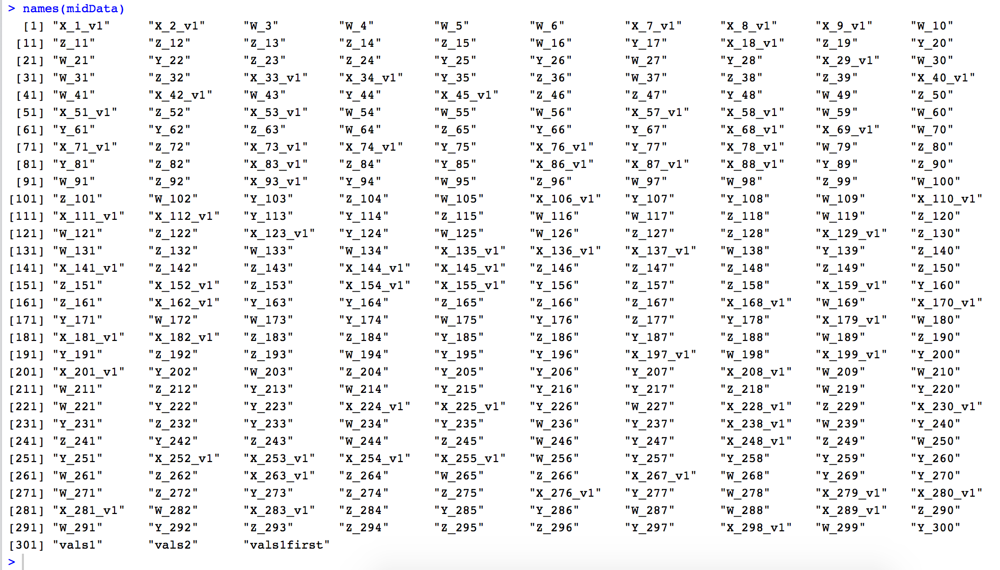 > names(midData)
[1] "X_1_v1" "X_2_v1" "W_3" "W_4" "W_5" "W_6" "X_7_v1" "X_8_v1" "X_9_v1" "W_10"
[11] "Z_11" "Z_12" "Z_13" "Z_14" "Z_15" "W_16" "Y_17" "X_18_v1" "Z_19" "Y_20"
[21] "W_21" "Y_22" "Z_23" "Z_24" "Y_25" "Y_26" "W_27" "Y_28" "X_29_v1" "W_30"
[31] "W_31" "Z_32" "X_33_v1" "X_34_v1" "Y_35" "Z_36" "W_37" "Z_38" "Z_39" "X_40_v1"
[41] "W_41" "X_42_v1" "W_43" "Y_44" "X_45_v1" "Z_46" "Z_47" "Y_48" "W_49" "Z_50"
[51] "X_51_v1" "Z_52" "X_53_v1" "W_54" "W_55" "W_56" "X_57_v1" "X_58_v1" "W_59" "W_60"
[61] "Y_61" "Y_62" "Z_63" "W_64" "Z_65" "Y_66" "Y_67" "X_68_v1" "X_69_v1" "W_70"
[71] "X_71_v1" "Z_72" "X_73_v1" "X_74_v1" "Y_75" "X_76_v1" "Y_77" "X_78_v1" "W_79" "Z_80"
[81] "Y_81" "Z_82" "X_83_v1" "Z_84" "Y_85" "X_86_v1" "X_87_v1" "X_88_v1" "Y_89" "Z_90"
[91] "W_91" "Z_92" "X_93_v1" "Y_94" "W_95" "Z_96" "W_97" "W_98" "Z_99" "W_100"
[101] "Z_101" "W_102" "Y_103" "Z_104" "W_105" "X_106_v1" "Y_107" "Y_108" "W_109" "X_110_v1"
[111] "X_111_v1" "X_112_v1" "Y_113" "Y_114" "Z_115" "W_116" "W_117" "Z_118" "W_119" "Z_120"
[121] "W_121" "Z_122" "X_123_v1" "Y_124" "W_125" "W_126" "Z_127" "Z_128" "X_129_v1" "Z_130"
[131] "W_131" "Z_132" "W_133" "W_134" "X_135_v1" "X_136_v1" "X_137_v1" "W_138" "Y_139" "Z_140"
[141] "X_141_v1" "Z_142" "Z_143" "X_144_v1" "X_145_v1" "Z_146" "Z_147" "Z_148" "Z_149" "Z_150"
[151] "Z_151" "X_152_v1" "Z_153" "X_154_v1" "X_155_v1" "Y_156" "Z_157" "Z_158" "X_159_v1" "Y_160"
[161] "Z_161" "X_162_v1" "Y_163" "Y_164" "Z_165" "Z_166" "Z_167" "X_168_v1" "W_169" "X_170_v1"
[171] "Y_171" "W_172" "W_173" "Y_174" "W_175" "Y_176" "Z_177" "Y_178" "X_179_v1" "W_180"
[181] "X_181_v1" "X_182_v1" "Z_183" "Z_184" "Y_185" "Z_186" "Y_187" "Z_188" "W_189" "Z_190"
[191] "Y_191" "Z_192" "Z_193" "W_194" "Y_195" "Y_196" "X_197_v1" "W_198" "X_199_v1" "Y_200"
[201] "X_201_v1" "Y_202" "W_203" "Z_204" "Y_205" "Y_206" "Y_207" "X_208_v1" "W_209" "W_210"
[211] "W_211" "Z_212" "Y_213" "W_214" "Y_215" "Y_216" "Y_217" "Z_218" "W_219" "Y_220"
[221] "W_221" "Y_222" "Y_223" "X_224_v1" "X_225_v1" "Y_226" "W_227" "X_228_v1" "Z_229" "X_230_v1"
[231] "Y_231" "Z_232" "Y_233" "W_234" "Y_235" "W_236" "Y_237" "X_238_v1" "W_239" "Y_240"
[241] "Z_241" "Y_242" "Z_243" "W_244" "Z_245" "W_246" "Y_247" "X_248_v1" "Z_249" "W_250"
[251] "Y_251" "X_252_v1" "X_253_v1" "X_254_v1" "X_255_v1" "W_256" "Y_257" "Y_258" "Y_259" "Y_260"
[261] "W_261" "Z_262" "X_263_v1" "Z_264" "W_265" "Z_266" "X_267_v1" "W_268" "Y_269" "Y_270"
[271] "W_271" "Z_272" "Y_273" "Z_274" "Z_275" "X_276_v1" "Y_277" "W_278" "X_279_v1" "X_280_v1"
[281] "X_281_v1" "W_282" "X_283_v1" "Z_284" "Y_285" "Y_286" "W_287" "W_288" "X_289_v1" "Z_290"
[291] "W_291" "Y_292" "Z_293" "Z_294" "Z_295" "Z_296" "Y_297" "X_298_v1" "W_299" "Y_300"
[301] "vals1" "vals2" "vals1first"
>